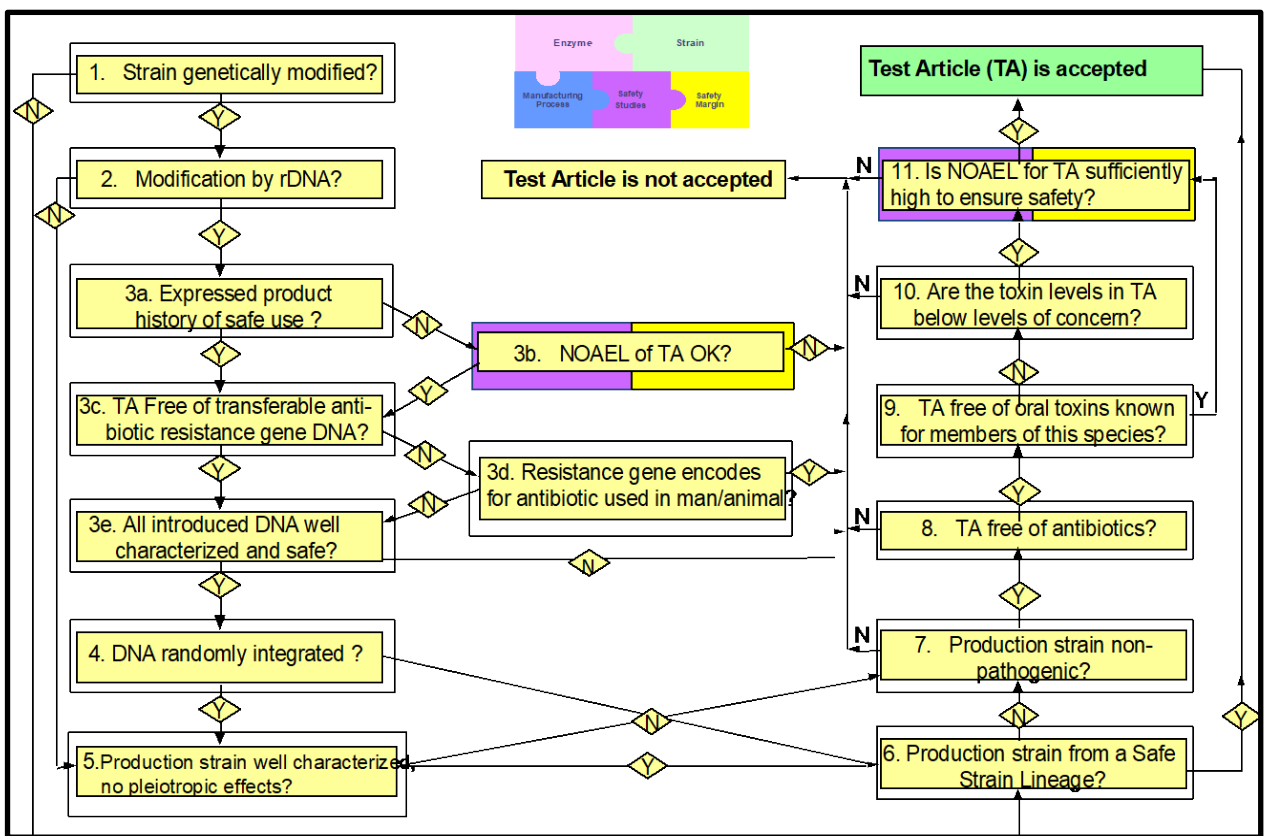 Enzyme
Strain
Manufacturing
Process
Safety
Studies
Safety
Margin
1. Strain genetically modified?
N
Y
2. Modification by rDNA?
N
Y
3a. Expressed product
history of safe use ?
N
Y
3b. NOAEL of TA OK?
N
Y
3c. TA Free of transferable anti-
biotic resistance gene DNA?
N
Y
3d. Resistance gene encodes
for antibiotic used in man/animal?
Y
N
3e. All introduced DNA well
characterized and safe?
N
Y
4. DNA randomly integrated ?
N
Y
5.Production strain well characterized,
no pleiotropic effects?
Y
6. Production strain from a Safe
Strain Lineage?
Y
N
7. Production strain non-
pathogenic?
N
Y
8. TA free of antibiotics?
N
Y
9. TA free of oral toxins known
for members of this species?
Y
N
10. Are the toxin levels in TA
below levels of concern?
N
Y
11. Is NOAEL for TA sufficiently
high to ensure safety?
N
Y
Test Article is not accepted
Test Article (TA) is accepted